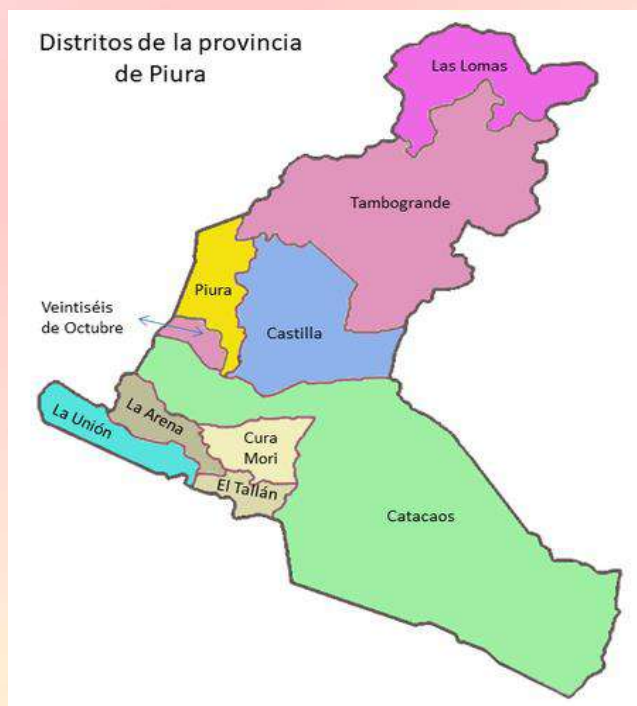 Distritos de la provincia
de Piura
Las Lomas
Tambogrande
Piura
Veintiséis
de Octubre
Castilla
La Unión
La Arena
Cura
Mori
El Tallán
Catacaos